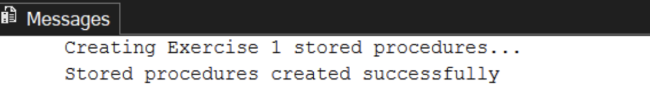 Messages
Creating Exercise 1 stored procedures...
Stored procedures created successfully